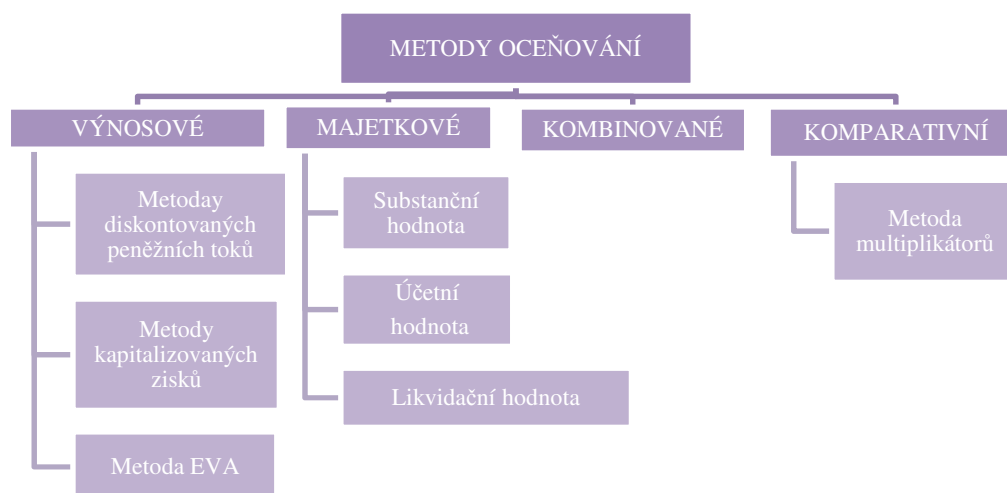 METODY OCEŇOVÁNÍ
VÝNOSOVÉ
Metoday
diskontovaných
peněžních toků
Metody
kapitalizovaných
zisků
Metoda EVA
MAJETKOVÉ
Substanční
hodnota
Účetní
hodnota
Likvidační hodnota
KOMBINOVANÉ
KOMPARATIVNÍ
Metoda
multiplikátorů